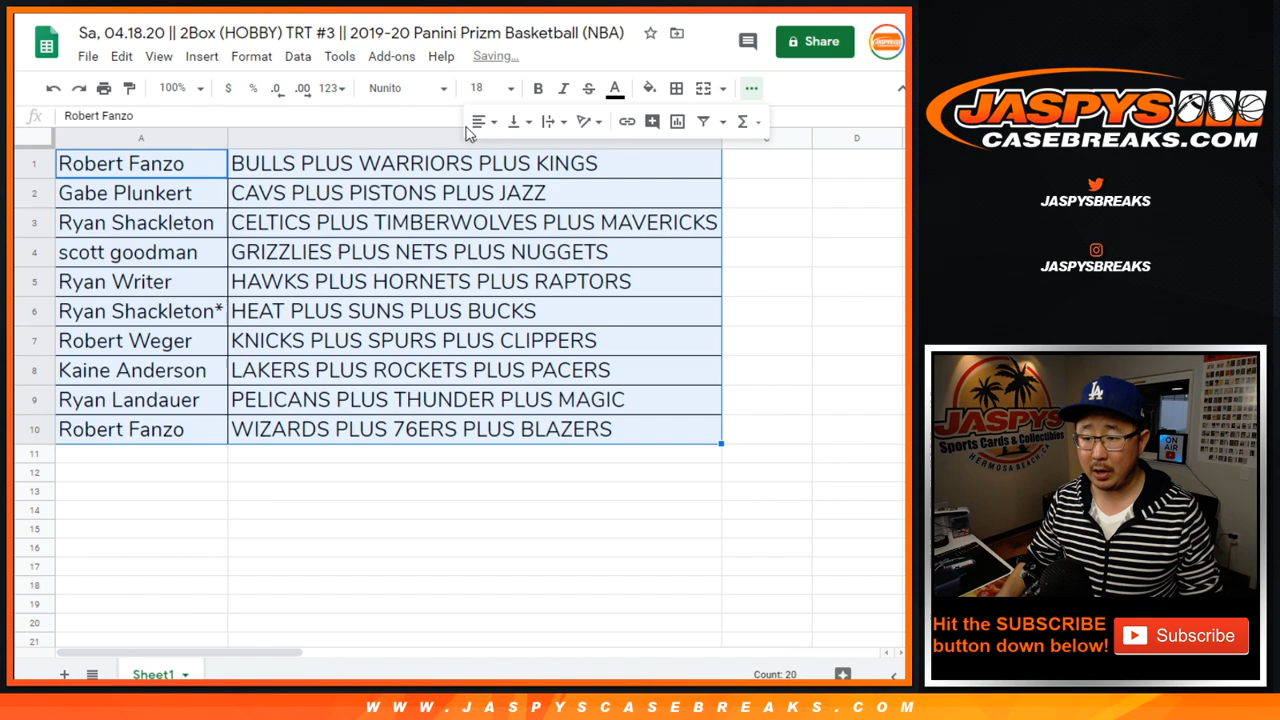 Sa, 04.18.20 || 2Box (HOBBY) TRT #3 || 2019-20 Panini Prizm Basketball (NBA)
File Edit View Insert Format Data Tools Add-ons Help Saving...
Share
100% $ % .0 .00 123 Nunito 18 B I S A
fx Robert Fanzo
A D
1 Robert Fanzo BULLS PLUS WARRIORS PLUS KINGS
2 Gabe Plunkert CAVS PLUS PISTONS PLUS JAZZ
3 Ryan Shackleton CELTICS PLUS TIMBERWOLVES PLUS MAVERICKS
4 scott goodman GRIZZLIES PLUS NETS PLUS NUGGETS
5 Ryan Writer HAWKS PLUS HORNETS PLUS RAPTORS
6 Ryan Shackleton* HEAT PLUS SUNS PLUS BUCKS
7 Robert Weger KNICKS PLUS SPURS PLUS CLIPPERS
8 Kaine Anderson LAKERS PLUS ROCKETS PLUS PACERS
9 Ryan Landauer PELICANS PLUS THUNDER PLUS MAGIC
10 Robert Fanzo WIZARDS PLUS 76ERS PLUS BLAZERS
11
12
13
14
15
16
17
18
19
20
21
Sheet1 Count: 20
JASPYS
CASEBREAKS.COM
JASPYSBREAKS
JASPYSBREAKS
JASPYS
Sports Cards & Collectibles
HERMOSA BEACH, CA
ON AIR
LA
Hit the SUBSCRIBE
button down below!
Subscribe
WWW.JASPYSCASEBREAKS.COM